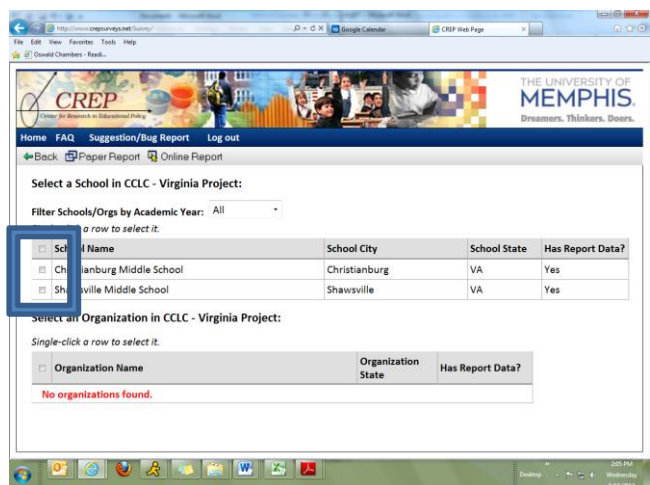 http://www.crepsurveys.net/Survey/
Google Calendar
CREP Web Page
File Edit View Favorites Tools Help
Oswald Chambers - Readi...
CREP
Center for Research in Educational Policy
THE UNIVERSITY OF
MEMPHIS.
Dreamers. Thinkers. Doers.
Home FAQ Suggestion/Bug Report Log out
Back Paper Report Online Report
Select a School in CCLC - Virginia Project:
Filter Schools/Orgs by Academic Year: All
a row to select it.
School Name School City School State Has Report Data?
Christianburg Middle School Christianburg VA Yes
Shawsville Middle School Shawsville VA Yes
Select an Organization in CCLC - Virginia Project:
Single-click a row to select it.
Organization Name Organization State Has Report Data?
No organizations found.
Desktop
2:05 PM
Wednesday